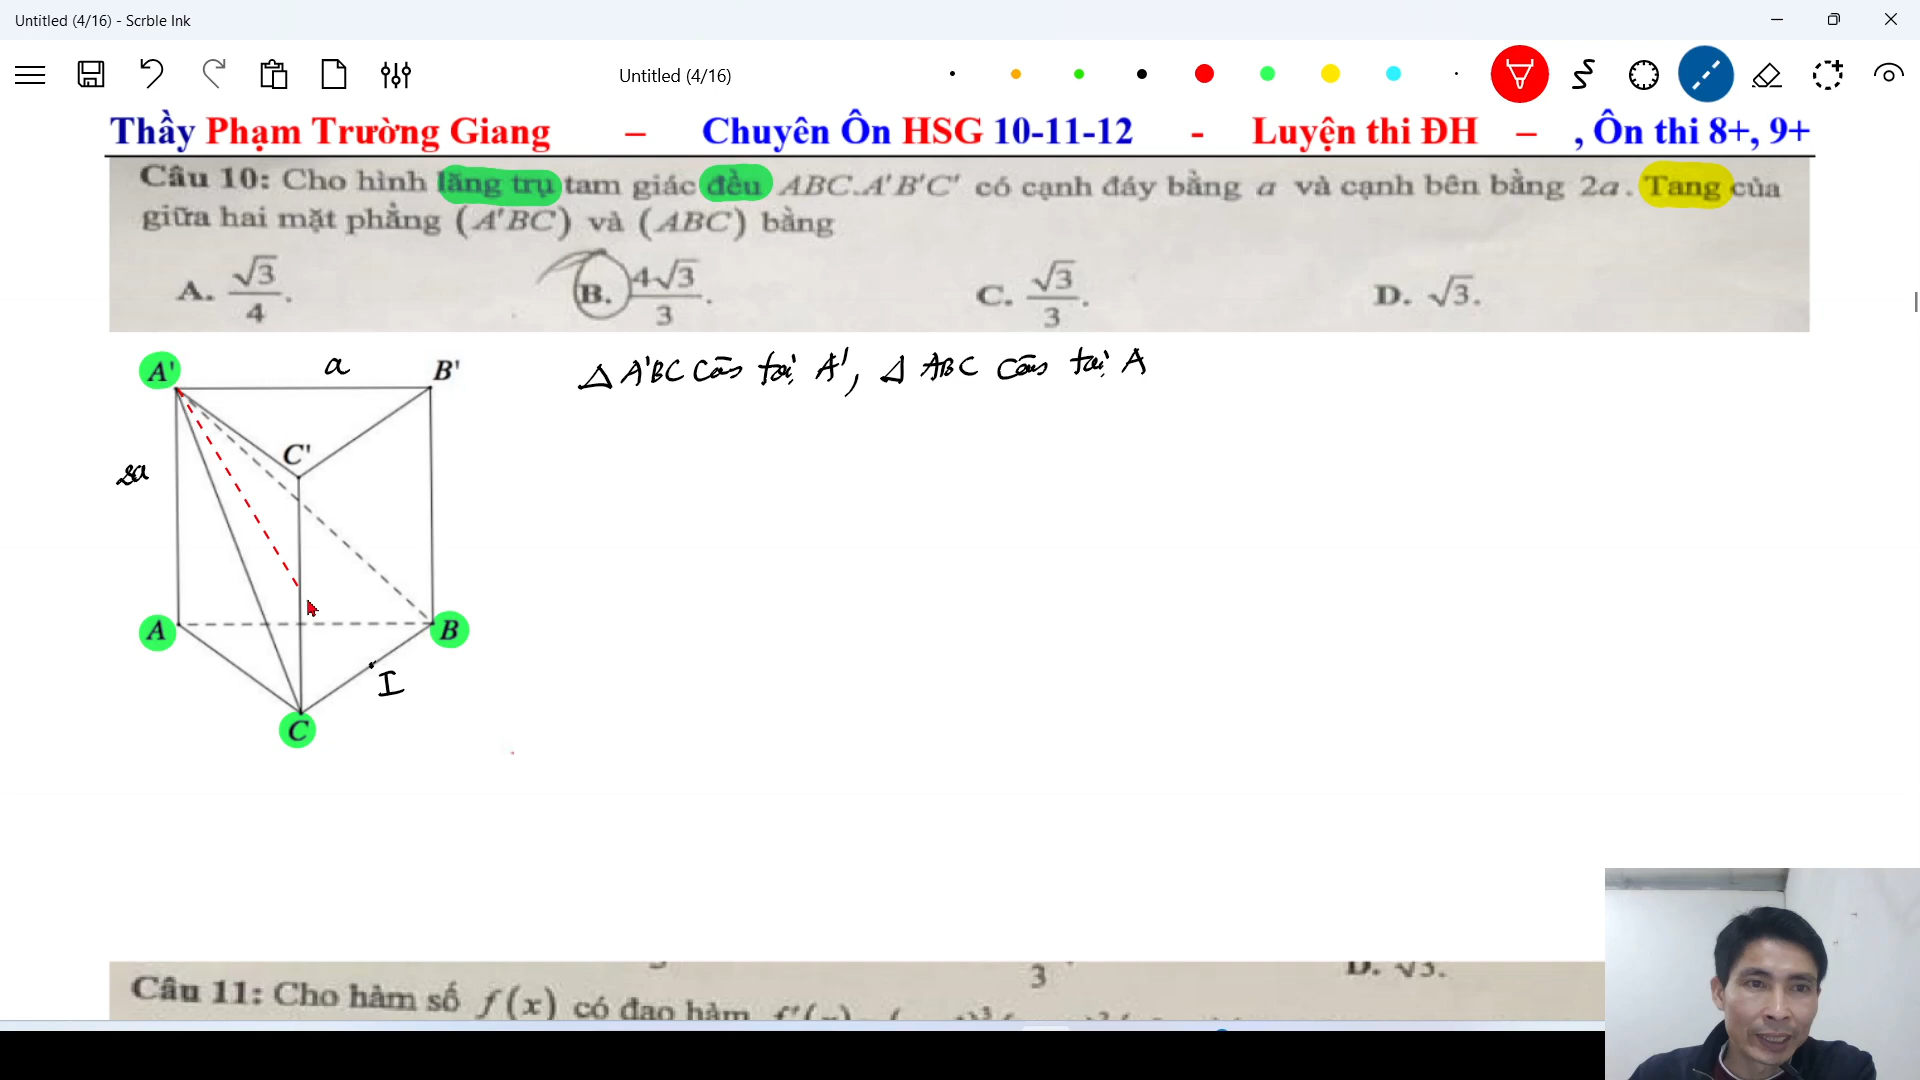 Untitled (4/16) - Scrble Ink
Untitled (4/16)
Thầy Phạm Trường Giang – Chuyên Ôn HSG 10-11-12 - Luyện thi ĐH – , Ôn thi 8+, 9+
Câu 10: Cho hình lăng trụ tam giác đều ABC.A'B'C' có cạnh đáy bằng a và cạnh bên bằng 2a. Tang của
giữa hai mặt phẳng (A'BC) và (ABC) bằng
A. √3/4. B. 4√3/3. C. √3/3. D. √3.
A' a B'
Δ A'BC cân tại A', Δ ABC cân tại A
C'
2a
A B
I
C
3 D. √3.
Câu 11: Cho hàm số f(x) có đạo hàm